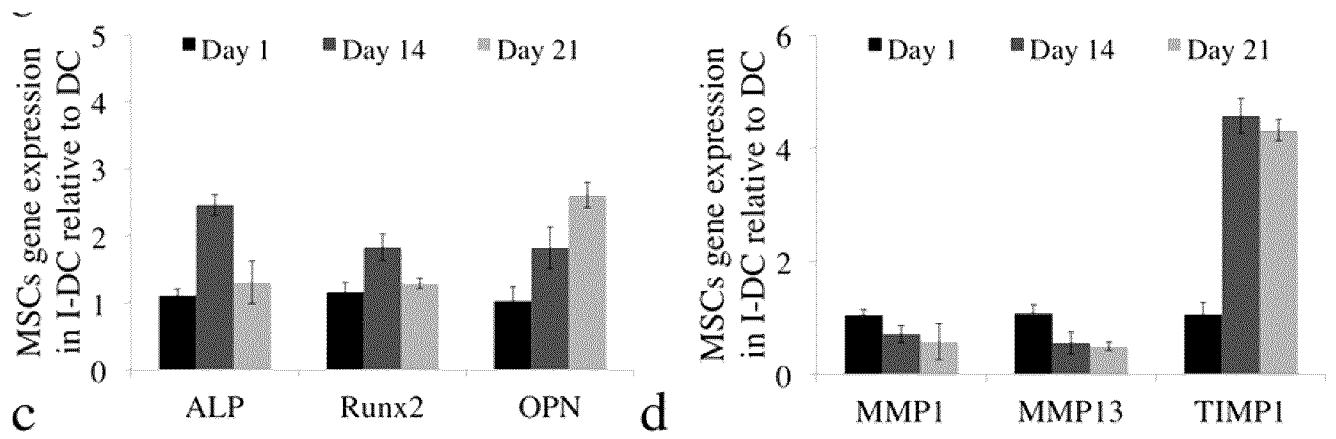 MSCs gene expression
in I-DC relative to DC
5
4
3
2
1
0
Day 1 Day 14 Day 21
ALP Runx2 OPN
c
MSCs gene expression
in I-DC relative to DC
6
4
2
0
Day 1 Day 14 Day 21
MMP1 MMP13 TIMP1
d